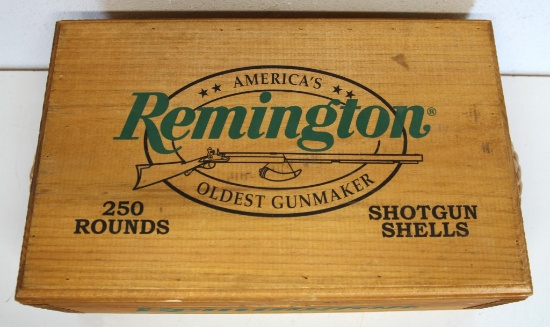 AMERICA'S
Remington®
OLDEST GUNMAKER
250
ROUNDS
SHOTGUN
SHELLS